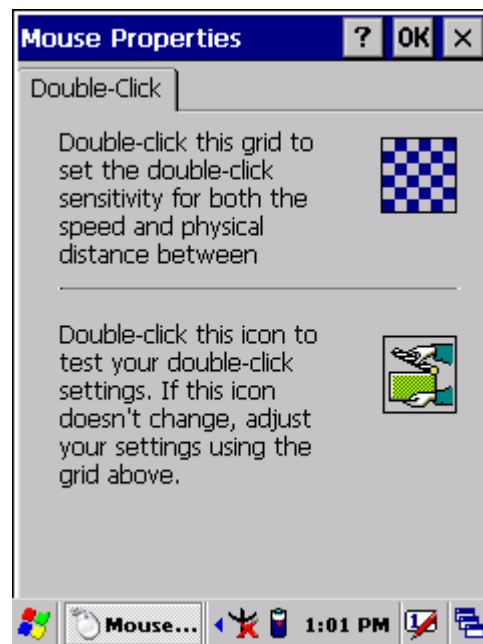 Mouse Properties ? OK ×
Double-Click
Double-click this grid to
set the double-click
sensitivity for both the
speed and physical
distance between
Double-click this icon to
test your double-click
settings. If this icon
doesn't change, adjust
your settings using the
grid above.
Mouse... 1:01 PM